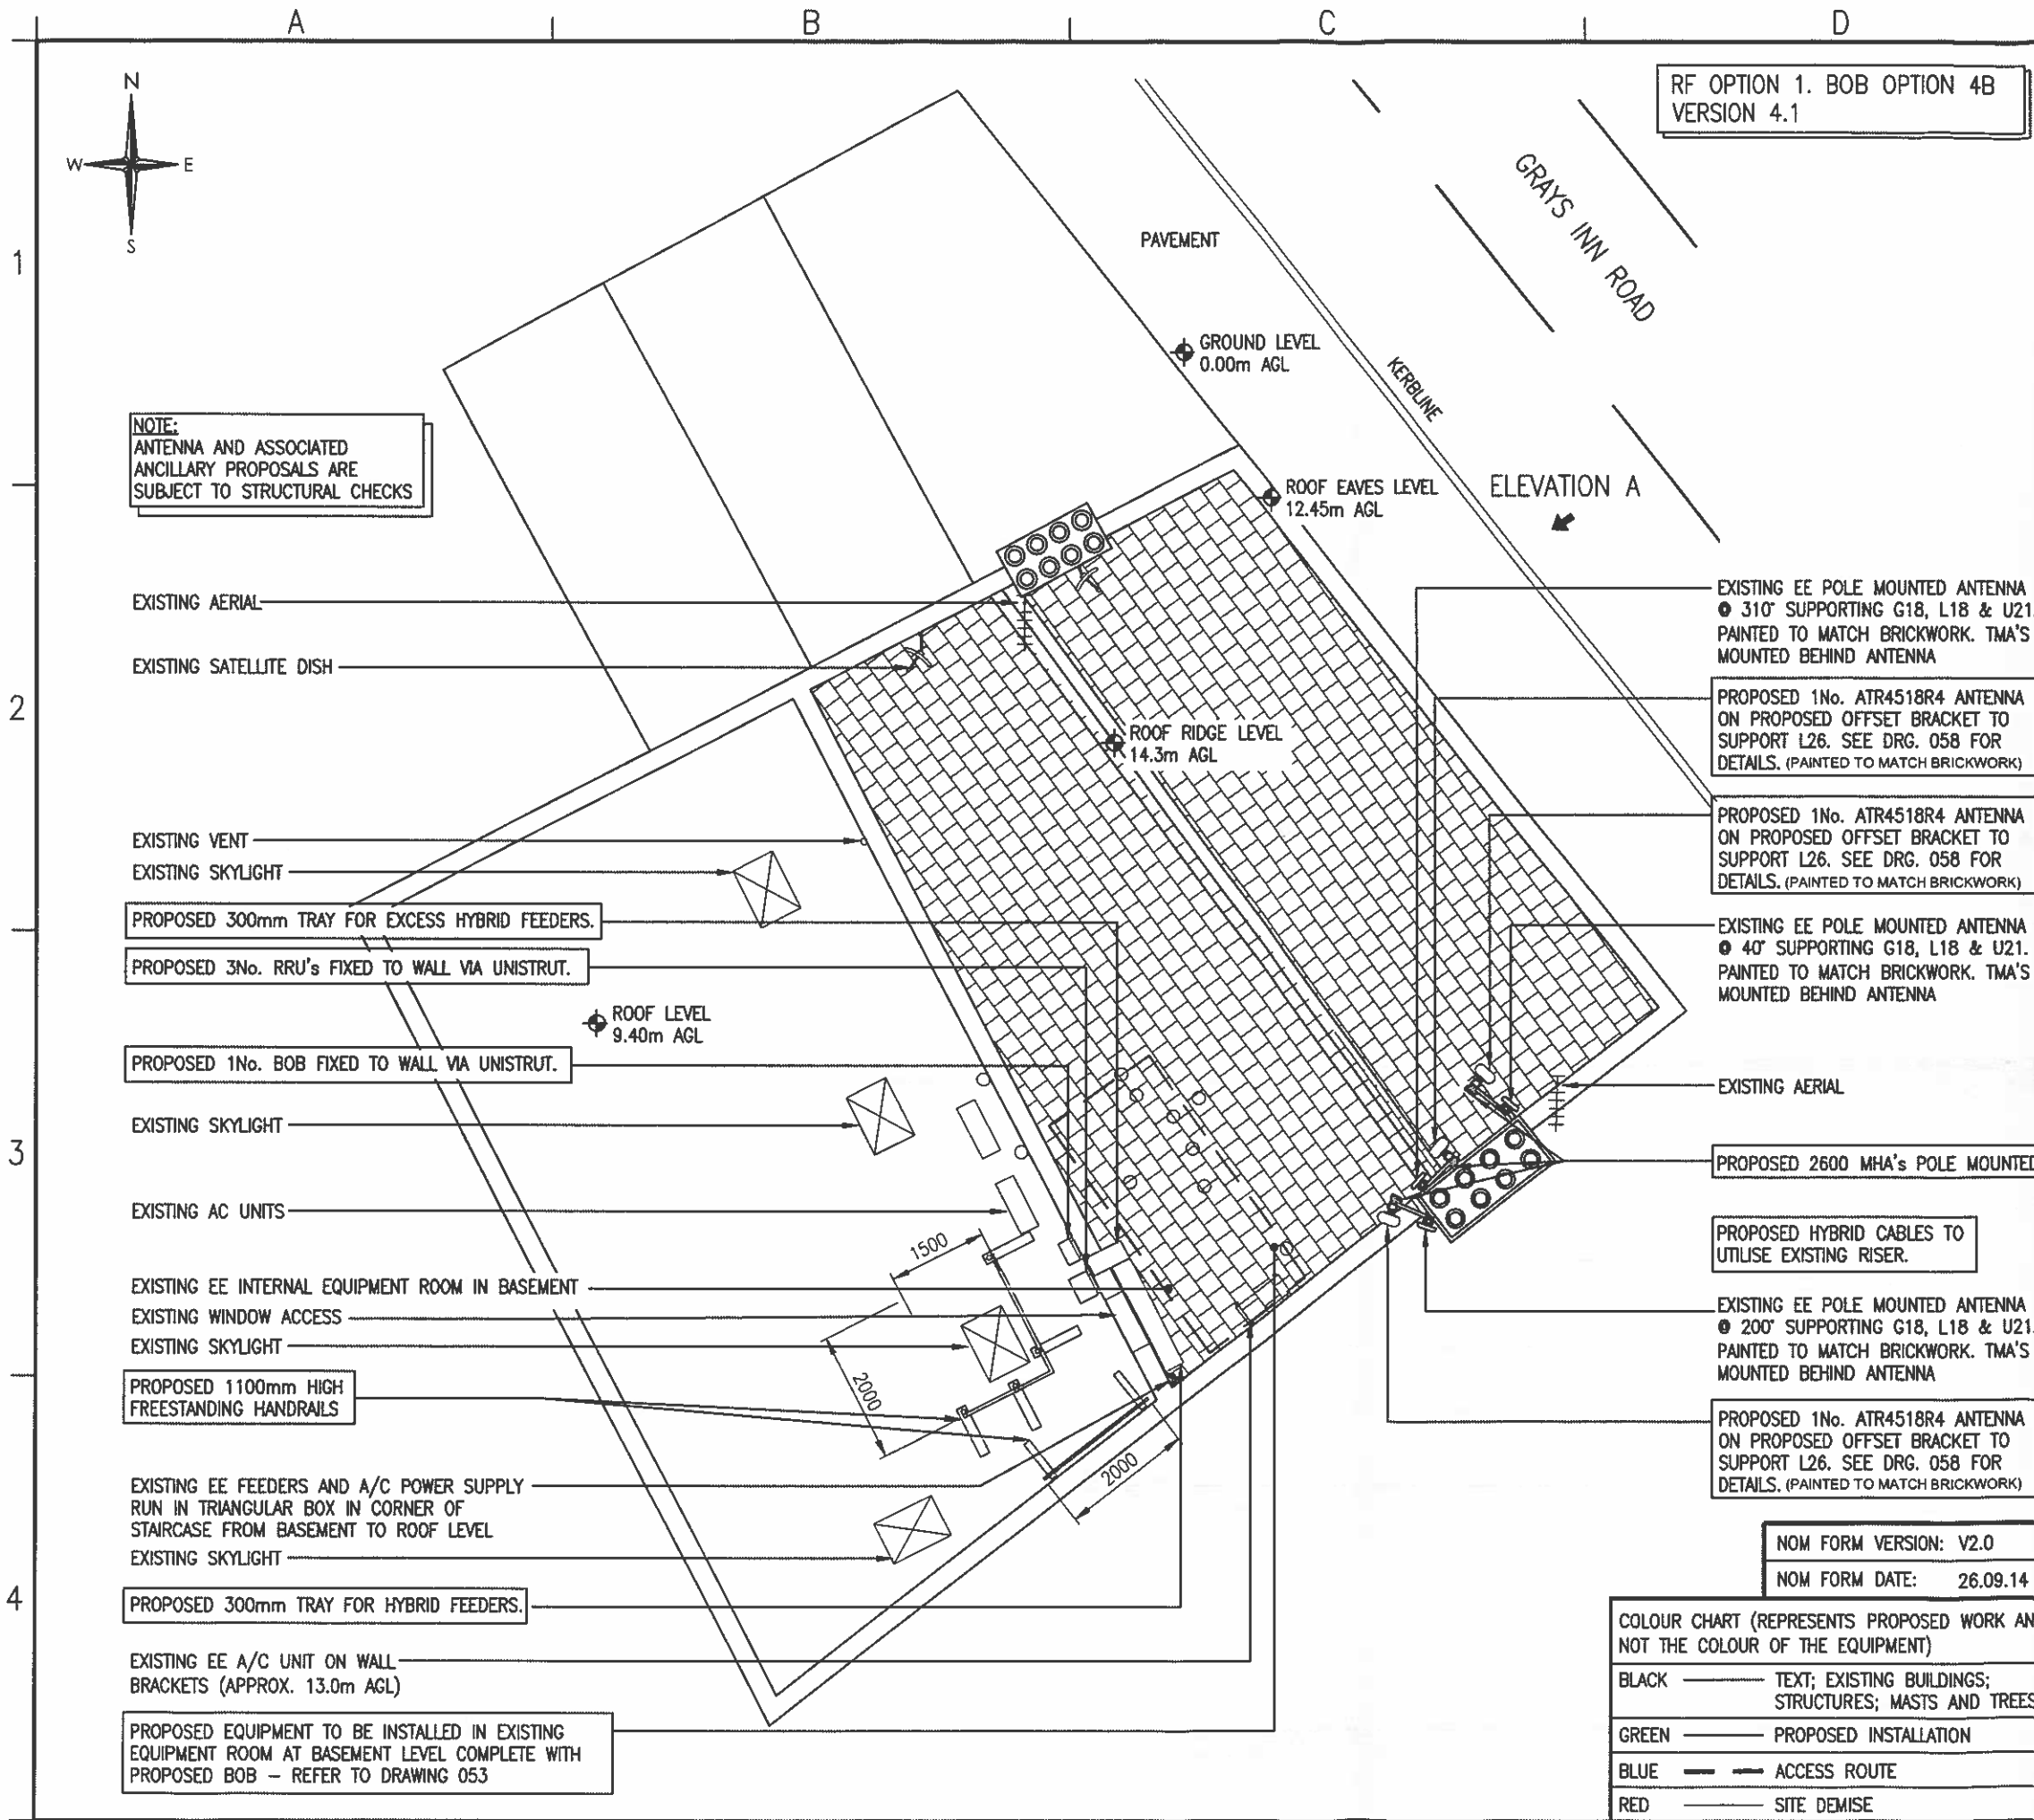 A
B
C
D
RF OPTION 1. BOB OPTION 4B
VERSION 4.1
N
W
E
S
1
GRAYS INN ROAD
PAVEMENT
GROUND LEVEL
0.00m AGL
KERBLINE
NOTE:
ANTENNA AND ASSOCIATED
ANCILLARY PROPOSALS ARE
SUBJECT TO STRUCTURAL CHECKS
ROOF EAVES LEVEL
12.45m AGL
ELEVATION A
EXISTING AERIAL
EXISTING SATELLITE DISH
2
ROOF RIDGE LEVEL
14.3m AGL
EXISTING EE POLE MOUNTED ANTENNA
@ 310° SUPPORTING G18, L18 & U21.
PAINTED TO MATCH BRICKWORK. TMA'S
MOUNTED BEHIND ANTENNA
PROPOSED 1No. ATR4518R4 ANTENNA
ON PROPOSED OFFSET BRACKET TO
SUPPORT L26. SEE DRG. 058 FOR
DETAILS. (PAINTED TO MATCH BRICKWORK)
PROPOSED 1No. ATR4518R4 ANTENNA
ON PROPOSED OFFSET BRACKET TO
SUPPORT L26. SEE DRG. 058 FOR
DETAILS. (PAINTED TO MATCH BRICKWORK)
EXISTING EE POLE MOUNTED ANTENNA
@ 40° SUPPORTING G18, L18 & U21.
PAINTED TO MATCH BRICKWORK. TMA'S
MOUNTED BEHIND ANTENNA
EXISTING VENT
EXISTING SKYLIGHT
PROPOSED 300mm TRAY FOR EXCESS HYBRID FEEDERS.
PROPOSED 3No. RRU's FIXED TO WALL VIA UNISTRUT.
ROOF LEVEL
9.40m AGL
PROPOSED 1No. BOB FIXED TO WALL VIA UNISTRUT.
EXISTING SKYLIGHT
3
EXISTING AC UNITS
1500
EXISTING EE INTERNAL EQUIPMENT ROOM IN BASEMENT
EXISTING WINDOW ACCESS
EXISTING SKYLIGHT
2000
PROPOSED 1100mm HIGH
FREESTANDING HANDRAILS
2000
EXISTING AERIAL
PROPOSED 2600 MHA's POLE MOUNTED
PROPOSED HYBRID CABLES TO
UTILISE EXISTING RISER.
EXISTING EE POLE MOUNTED ANTENNA
@ 200° SUPPORTING G18, L18 & U21.
PAINTED TO MATCH BRICKWORK. TMA'S
MOUNTED BEHIND ANTENNA
PROPOSED 1No. ATR4518R4 ANTENNA
ON PROPOSED OFFSET BRACKET TO
SUPPORT L26. SEE DRG. 058 FOR
DETAILS. (PAINTED TO MATCH BRICKWORK)
EXISTING EE FEEDERS AND A/C POWER SUPPLY
RUN IN TRIANGULAR BOX IN CORNER OF
STAIRCASE FROM BASEMENT TO ROOF LEVEL
EXISTING SKYLIGHT
4
PROPOSED 300mm TRAY FOR HYBRID FEEDERS.
EXISTING EE A/C UNIT ON WALL
BRACKETS (APPROX. 13.0m AGL)
PROPOSED EQUIPMENT TO BE INSTALLED IN EXISTING
EQUIPMENT ROOM AT BASEMENT LEVEL COMPLETE WITH
PROPOSED BOB – REFER TO DRAWING 053
NOM FORM VERSION: V2.0
NOM FORM DATE: 26.09.14
COLOUR CHART (REPRESENTS PROPOSED WORK AN
NOT THE COLOUR OF THE EQUIPMENT)
BLACK TEXT; EXISTING BUILDINGS;
STRUCTURES; MASTS AND TREES
GREEN PROPOSED INSTALLATION
BLUE ACCESS ROUTE
RED SITE DEMISE